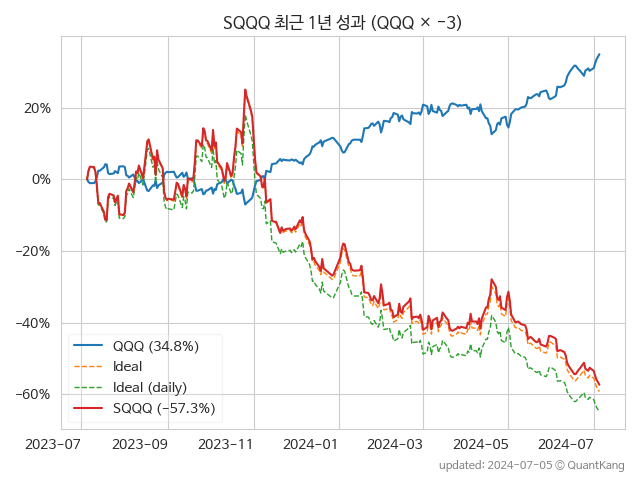 SQQQ 최근 1년 성과 (QQQ × −3)
20%
0%
−20%
−40%
−60%
QQQ (34.8%)
Ideal
Ideal (daily)
SQQQ (−57.3%)
2023-07 2023-09 2023-11 2024-01 2024-03 2024-05 2024-07
updated: 2024-07-05 © QuantKang